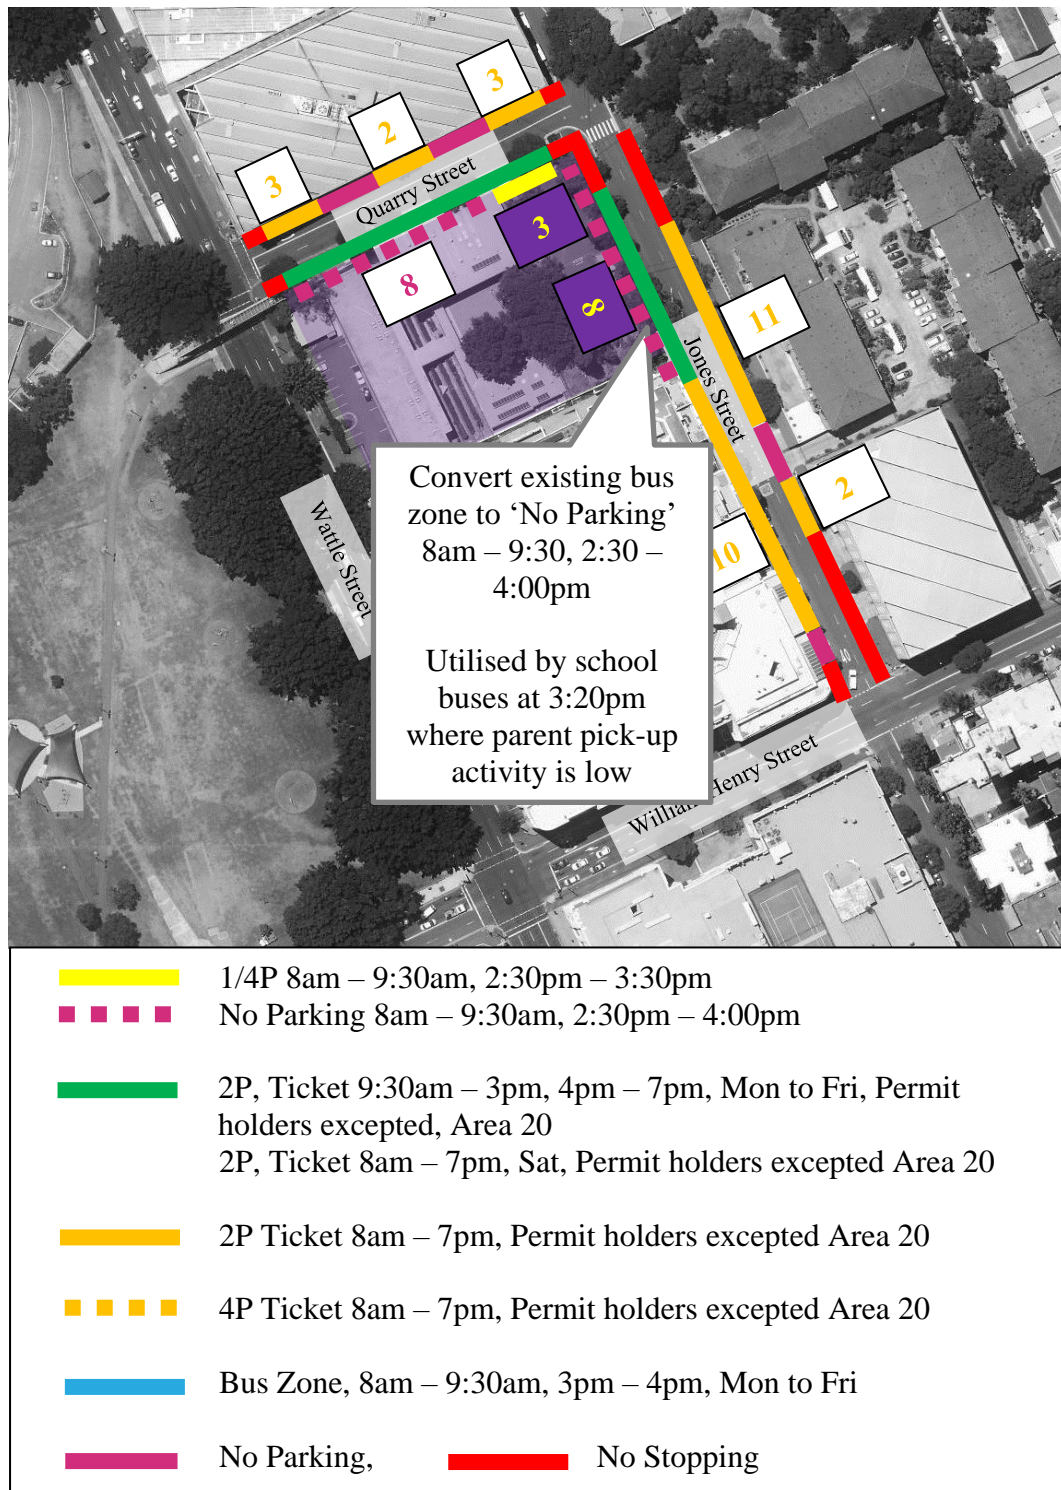 3
2
3
Quarry Street
3
8
8
11
Jones Street
2
10
Wattle Street
Convert existing bus
zone to ‘No Parking’
8am – 9:30, 2:30 –
4:00pm
Utilised by school
buses at 3:20pm
where parent pick-up
activity is low
William Henry Street
1/4P 8am – 9:30am, 2:30pm – 3:30pm
No Parking 8am – 9:30am, 2:30pm – 4:00pm
2P, Ticket 9:30am – 3pm, 4pm – 7pm, Mon to Fri, Permit
holders excepted, Area 20
2P, Ticket 8am – 7pm, Sat, Permit holders excepted Area 20
2P Ticket 8am – 7pm, Permit holders excepted Area 20
4P Ticket 8am – 7pm, Permit holders excepted Area 20
Bus Zone, 8am – 9:30am, 3pm – 4pm, Mon to Fri
No Parking, No Stopping